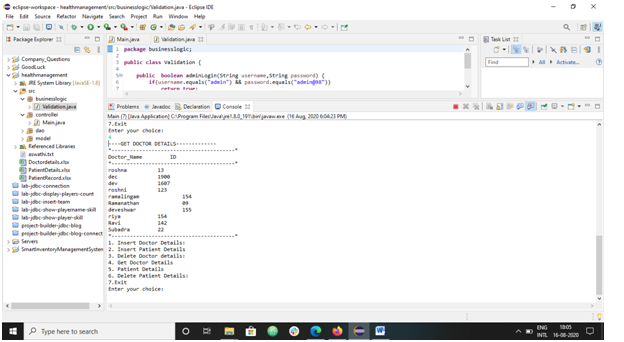 eclipse-workspace - healthmanagement/src/businesslogic/Validation.java - Eclipse IDE
File Edit Source Refactor Navigate Search Project Run Window Help
Package Explorer
Company_Questions
GoodLuck
healthmanagement
JRE System Library [JavaSE-1.8]
src
businesslogic
Validation.java
controller
Main.java
dao
model
Referenced Libraries
aswathi.txt
Doctordetails.xlsx
PatientDetails.xlsx
PatientRecord.xlsx
lab-jdbc-connection
lab-jdbc-display-players-count
lab-jdbc-insert-team
lab-jdbc-show-playername-skill
lab-jdbc-show-player-skill
project-builder-jdbc-blog
project-builder-jdbc-blog-connect
Servers
SmartInventoryManagementSystem
Main.java Validation.java
1 package businesslogic;
2
3 public class Validation {
4
public boolean adminLogin(String username,String password) {
if(username.equals("admin") && password.equals("admin@98"))
return true;
Task List
Find All Activate...
Problems Javadoc Declaration Console
Main (7) [Java Application] C:\Program Files\Java\jre1.8.0_191\bin\javaw.exe (16 Aug, 2020 6:04:23 PM)
7.Exit
Enter your choice:
4
----GET DOCTOR DETAILS------------
*-----------------------------------*
Doctor_Name ID
*-----------------------------------*
roshna 13
dec 1900
dev 1607
roshni 123
ramalingam 154
Ramanathan 09
deveshwar 155
riya 154
Ravi 142
Subadra 22
*-----------------------------------*
1. Insert Doctor Details:
2. Insert Patient Details:
3. Delete Doctor details:
4. Get Doctor Details
5. Patient Details
6. Delete Patient Details:
7.Exit
Enter your choice:
Type here to search
ENG
INTL
18:05
16-08-2020